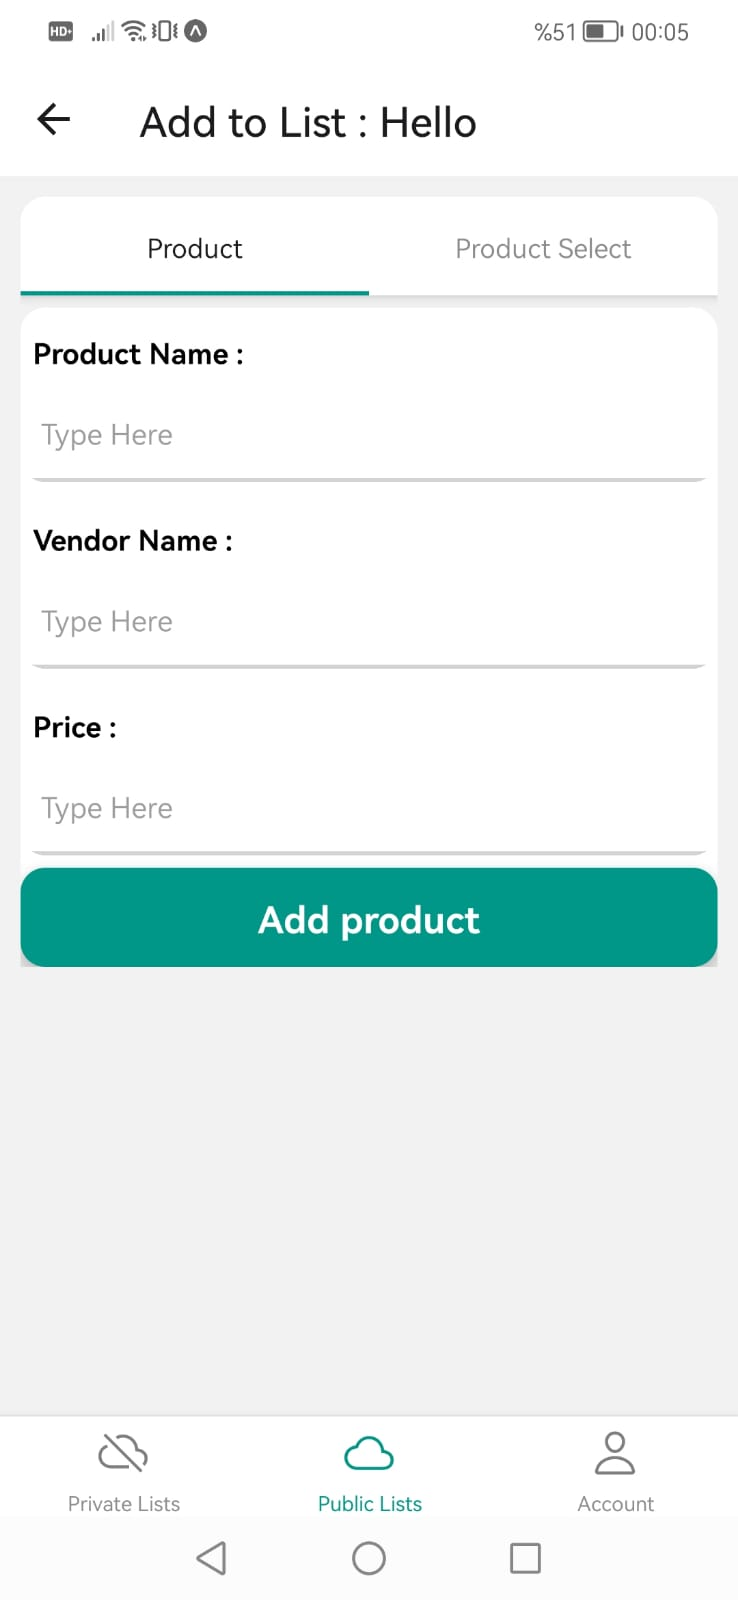 HD+ %51 00:05
Add to List : Hello
Product Product Select
Product Name :
Type Here
Vendor Name :
Type Here
Price :
Type Here
Add product
Private Lists Public Lists Account